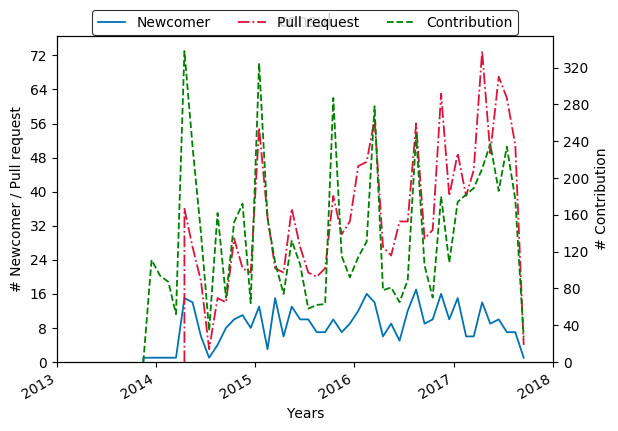 Newcomer Pull request Contribution
72 320
64 280
56 240
48 200
40 160
32 120
24 80
16 40
8 0
0
# Newcomer / Pull request
# Contribution
2013 2014 2015 2016 2017 2018
Years